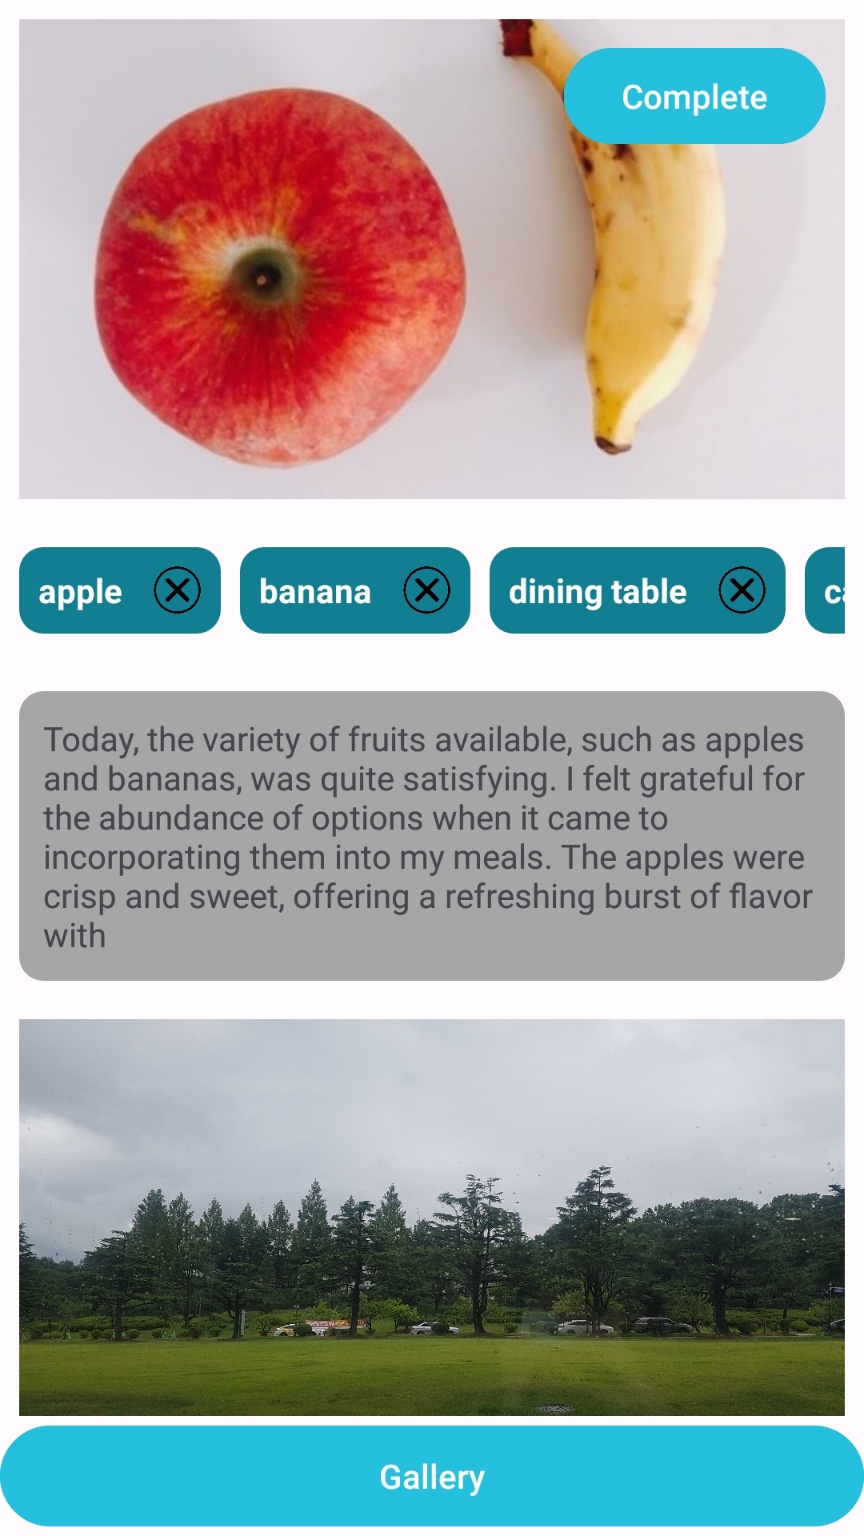 Complete
apple
banana
dining table
Today, the variety of fruits available, such as apples
and bananas, was quite satisfying. I felt grateful for
the abundance of options when it came to
incorporating them into my meals. The apples were
crisp and sweet, offering a refreshing burst of flavor
with
Gallery